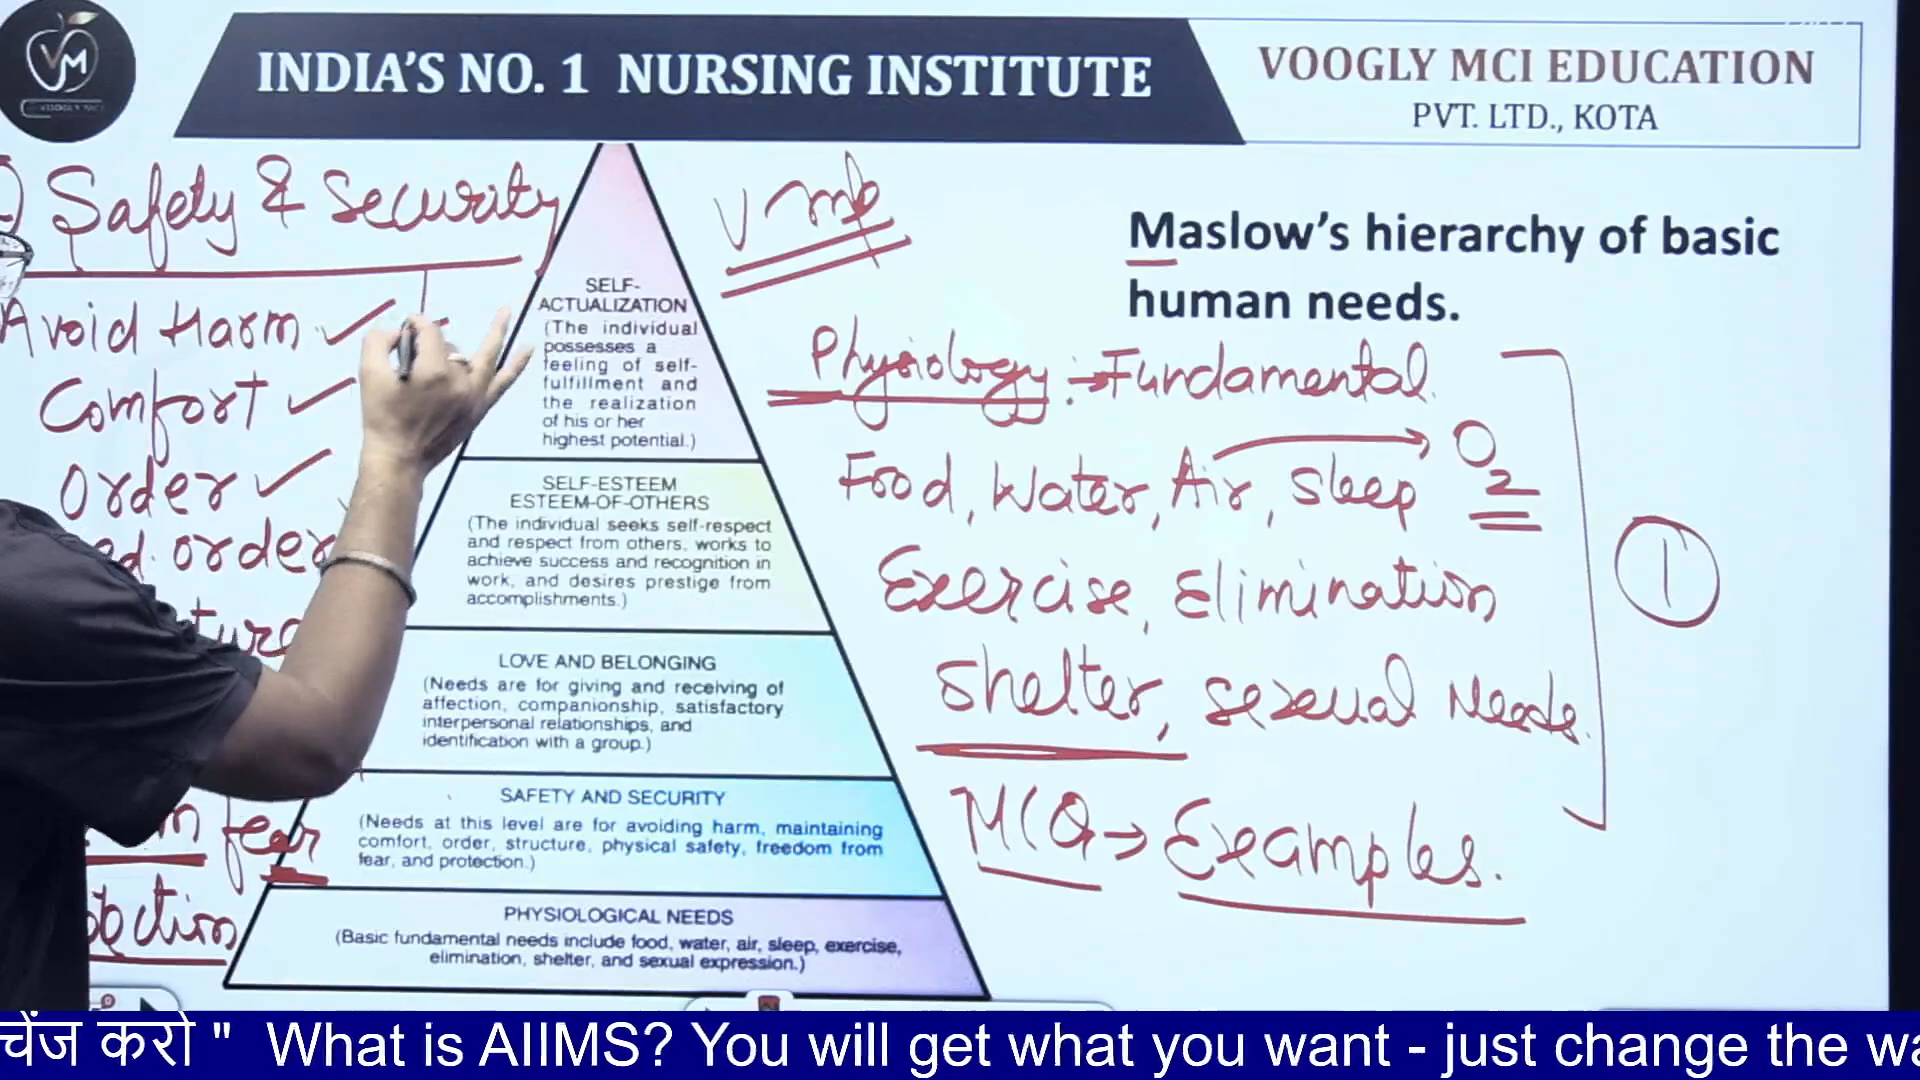 INDIA'S NO. 1 NURSING INSTITUTE
VOOGLY MCI EDUCATION
PVT. LTD., KOTA
VM
Safety & Security
V Imp
Maslow's hierarchy of basic
human needs.
Avoid Harm
Comfort
Order
order
fear
SELF-
ACTUALIZATION
(The individual
possesses a
feeling of self-
fulfillment and
the realization
of his or her
highest potential.)
SELF-ESTEEM
ESTEEM-OF-OTHERS
(The individual seeks self-respect
and respect from others, works to
achieve success and recognition in
work, and desires prestige from
accomplishments.)
LOVE AND BELONGING
(Needs are for giving and receiving of
affection, companionship, satisfactory
interpersonal relationships, and
identification with a group.)
SAFETY AND SECURITY
(Needs at this level are for avoiding harm, maintaining
comfort, order, structure, physical safety, freedom from
fear, and protection.)
PHYSIOLOGICAL NEEDS
(Basic fundamental needs include food, water, air, sleep, exercise,
elimination, shelter, and sexual expression.)
Physiology :→ Fundamental
Food, Water, Air, Sleep → O2
Exercise, Elimination
Shelter, Sexual Needs.
1
MCQ → Examples.
चेंज करो " What is AIIMS? You will get what you want - just change the wa